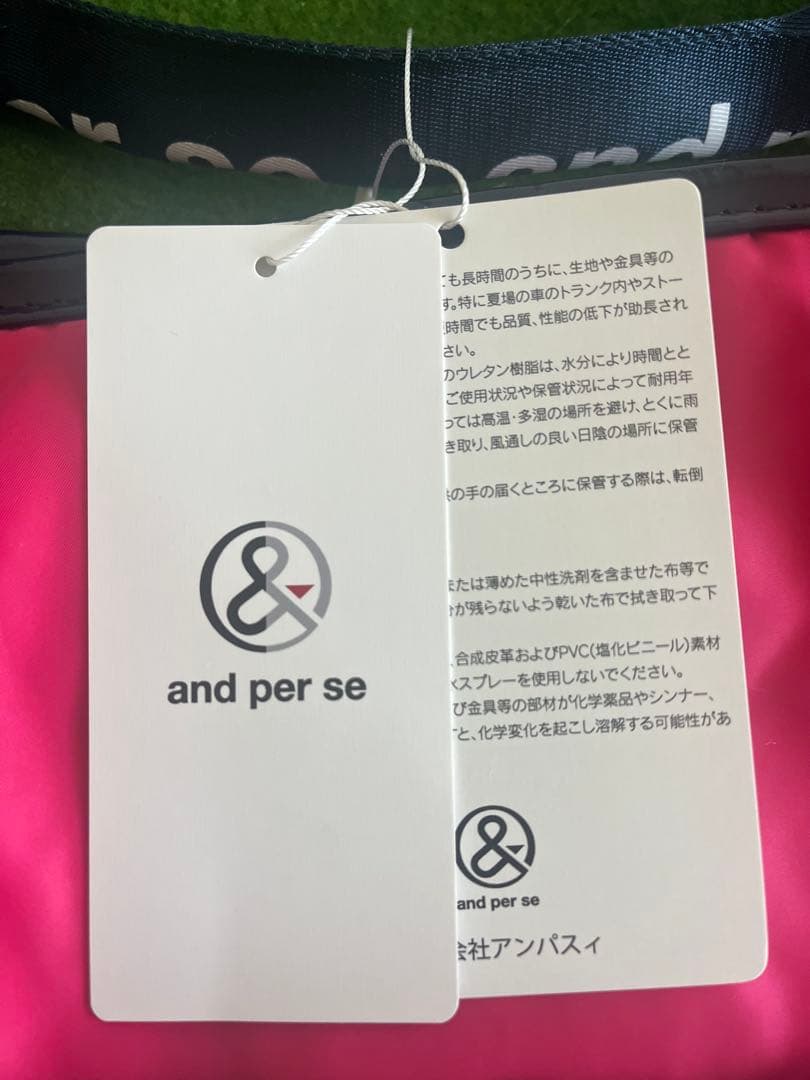 er se and p
&
and per se
ても長時間のうちに、生地や金具等の
す。特に夏場の車のトランク内やストー
時間でも品質、性能の低下が助長され
さい。
のウレタン樹脂は、水分により時間とと
ご使用状況や保管状況によって耐用年
っては高温・多湿の場所を避け、とくに雨
き取り、風通しの良い日陰の場所に保管
の手の届くところに保管する際は、転倒
または薄めた中性洗剤を含ませた布等で
分が残らないよう乾いた布で拭き取って下
、合成皮革およびPVC(塩化ビニール)素材
水スプレーを使用しないでください。
び金具等の部材が化学薬品やシンナー、
と、化学変化を起こし溶解する可能性があ
&
and per se
会社アンパスィ